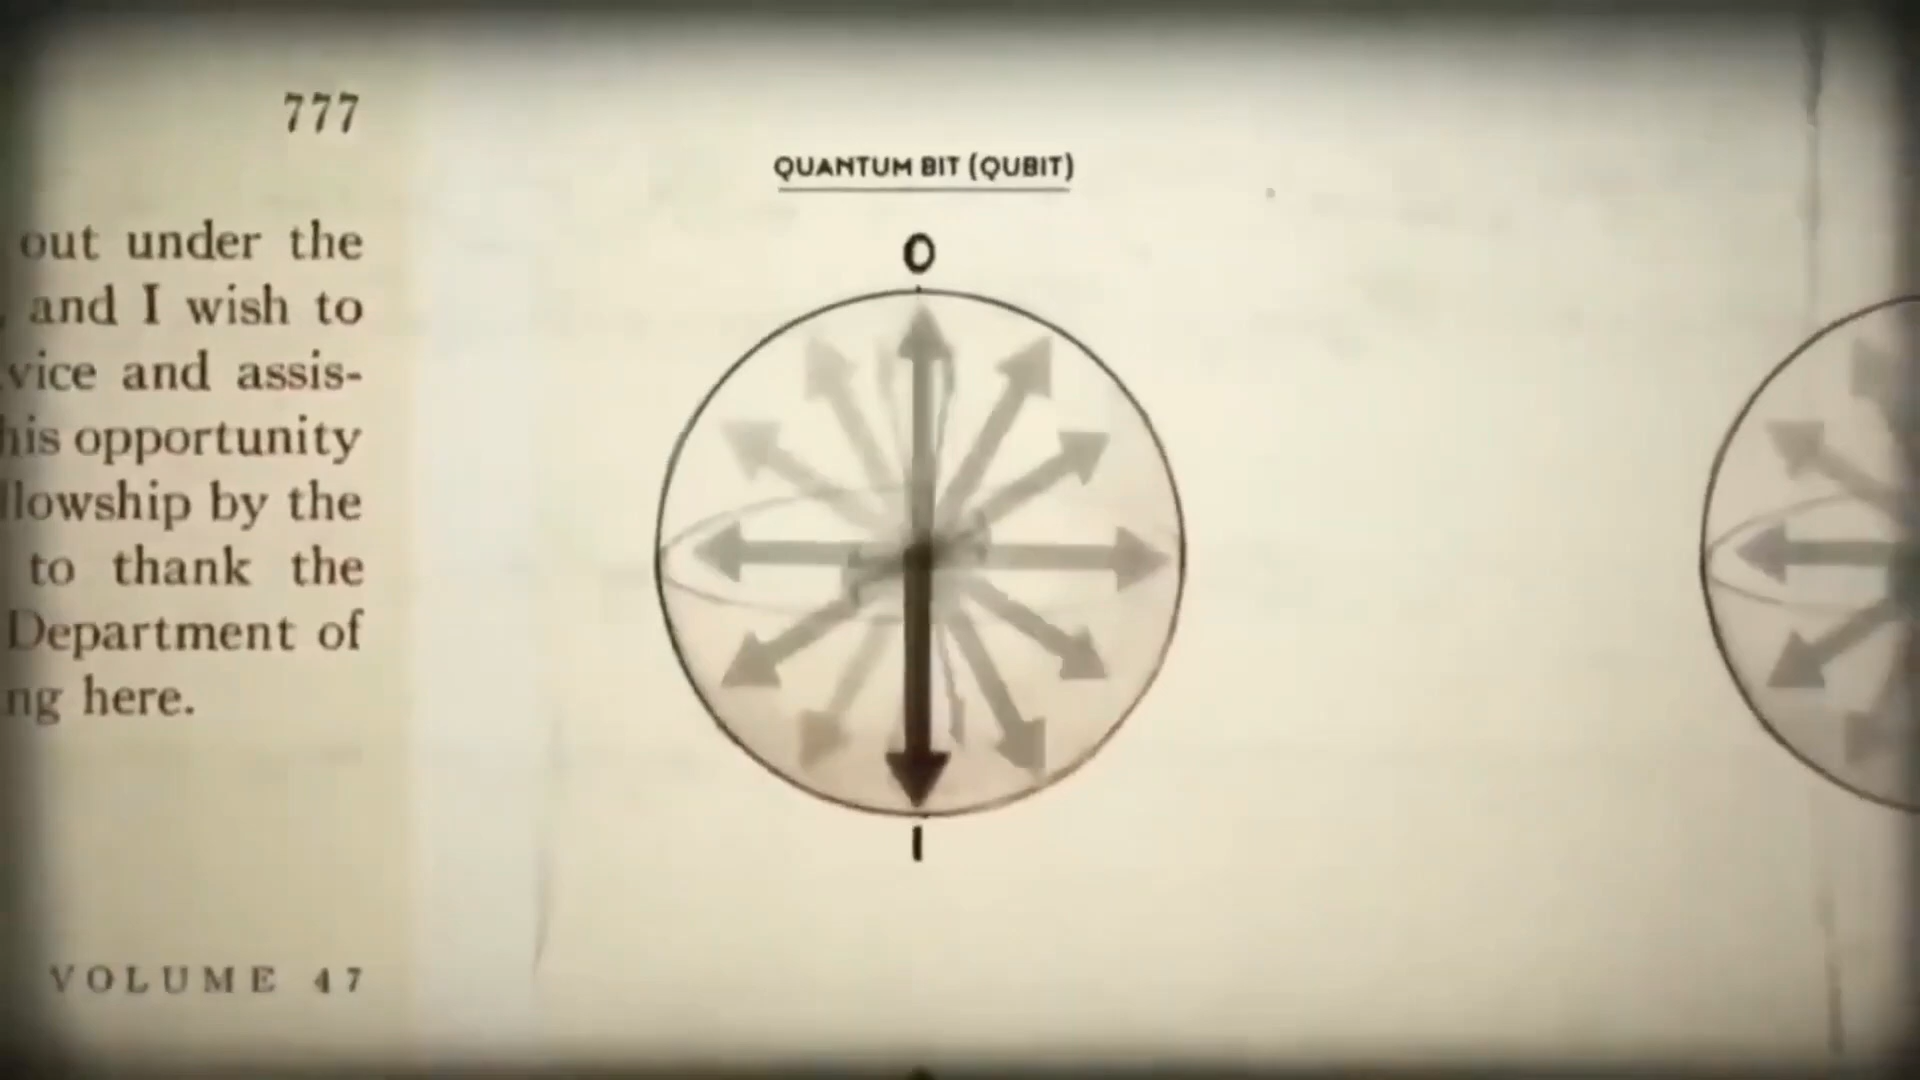 777
out under the
and I wish to
vice and assis-
his opportunity
llowship by the
to thank the
Department of
ng here.
VOLUME 47
QUANTUM BIT (QUBIT)
0
1